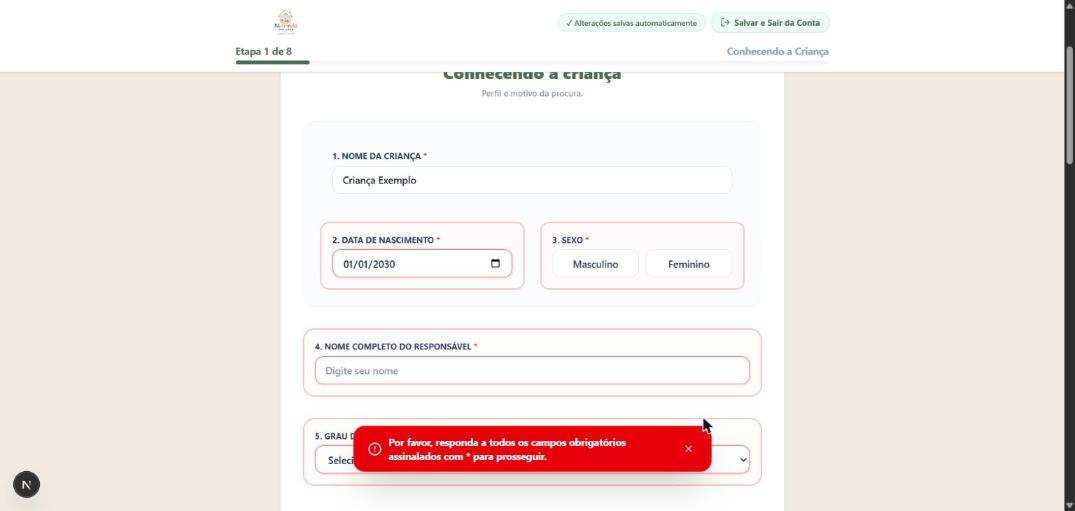 ✓ Alterações salvas automaticamente
Salvar e Sair da Conta
Etapa 1 de 8
Conhecendo a Criança
Conhecendo a criança
Perfil e motivo da procura.
1. NOME DA CRIANÇA *
Criança Exemplo
2. DATA DE NASCIMENTO *
01/01/2030
3. SEXO *
Masculino
Feminino
4. NOME COMPLETO DO RESPONSÁVEL *
Digite seu nome
5. GRAU
Por favor, responda a todos os campos obrigatórios
assinalados com * para prosseguir.
N